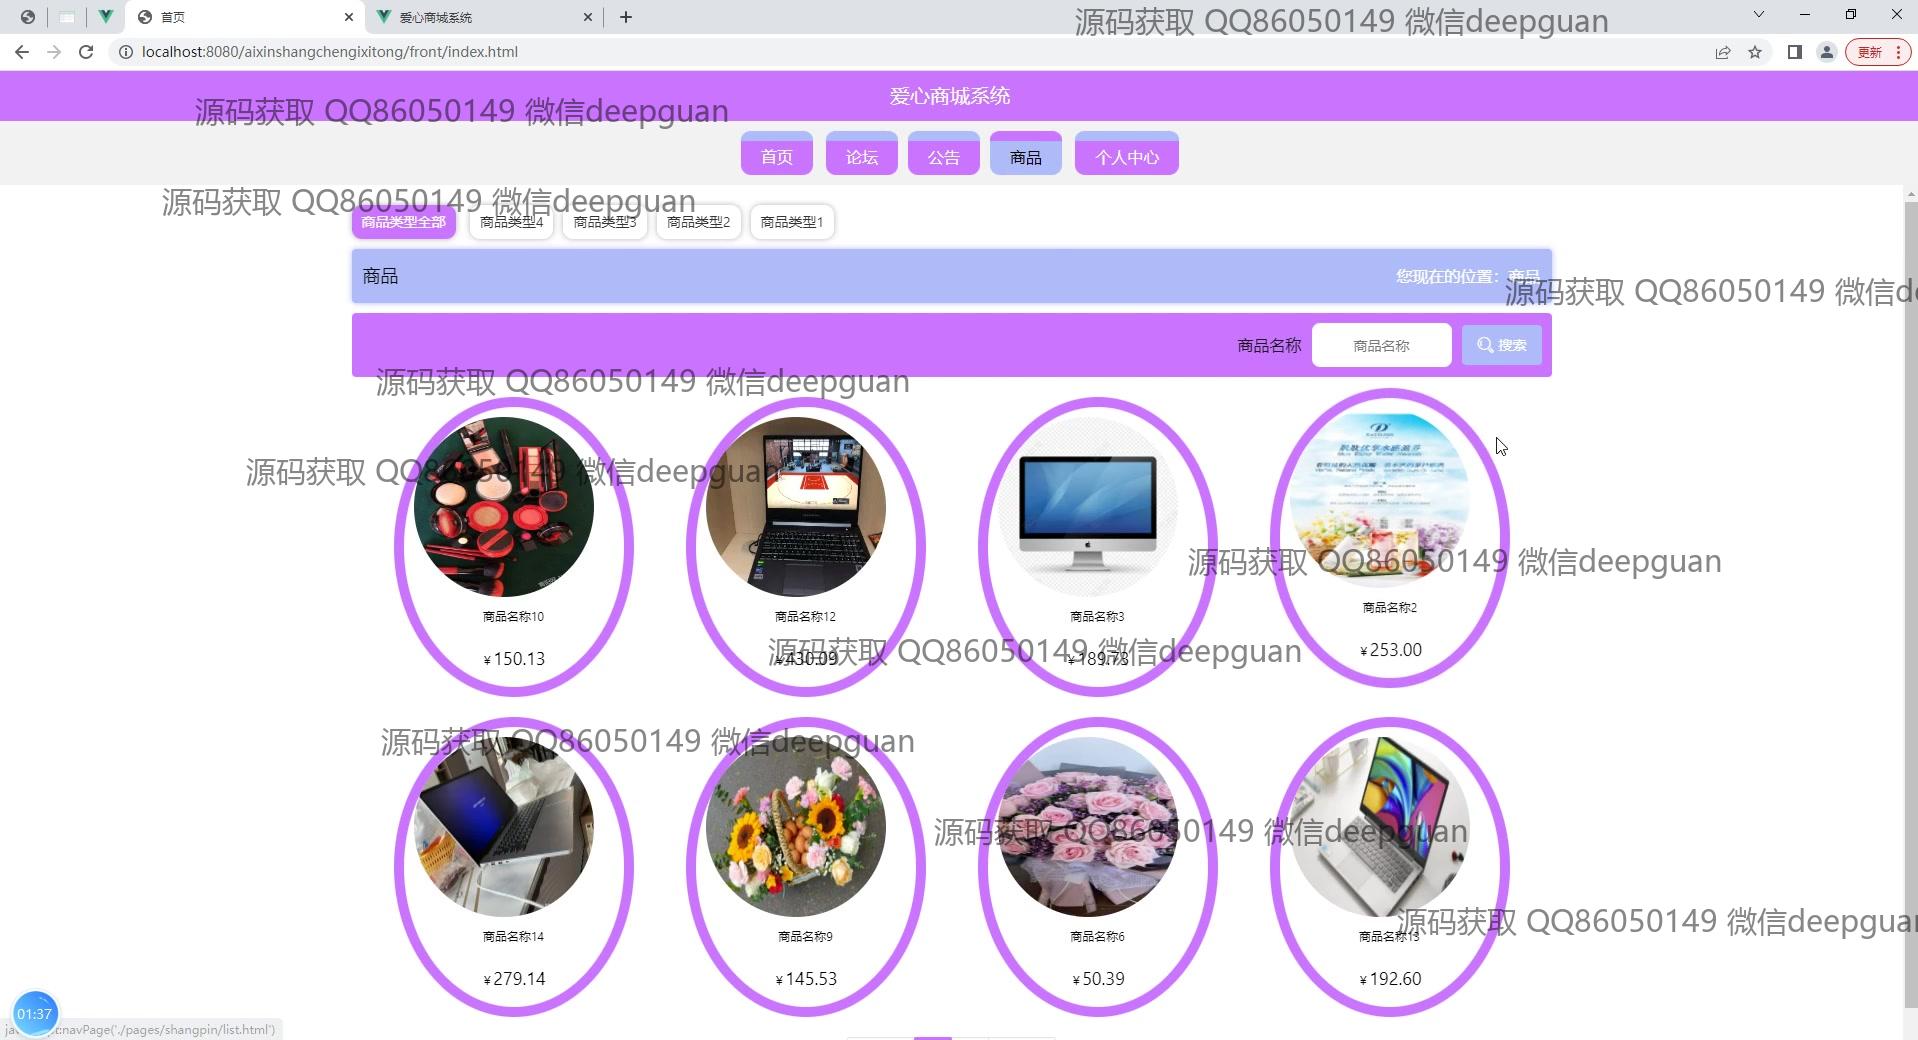 首页
爱心商城系统
源码获取 QQ86050149 微信deepguan
localhost:8080/aixinshangchengixitong/front/index.html
更新
爱心商城系统
源码获取 QQ86050149 微信deepguan
首页 论坛 公告 商品 个人中心
源码获取 QQ86050149 微信deepguan
商品类型全部 商品类型4 商品类型3 商品类型2 商品类型1
商品
您现在的位置：商品
源码获取 QQ86050149 微信d
商品名称 商品名称 搜索
源码获取 QQ86050149 微信deepguan
源码获取 QQ86050149 微信deepguan
源码获取 QQ86050149 微信deepguan
商品名称10 商品名称12 商品名称3 商品名称2
¥150.13 ¥430.09 ¥189.73 ¥253.00
源码获取 QQ86050149 微信deepguan
源码获取 QQ86050149 微信deepguan
源码获取 QQ86050149 微信deepguan
源码获取 QQ86050149 微信deepguan
商品名称14 商品名称9 商品名称6 商品名称13
¥279.14 ¥145.53 ¥50.39 ¥192.60
01:37
navPage('./pages/shangpin/list.html')